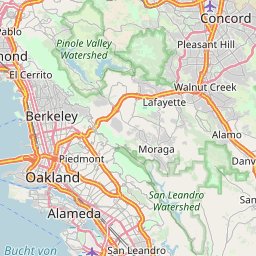 Concord
Pablo
Pinole Valley
Watershed
Pleasant Hill
mond
El Cerrito
Walnut Creek
Lafayette
Berkeley
Alamo
Moraga
Piedmont
Danv
Oakland
San Leandro
Watershed
Alameda
Bucht von
San Leandro